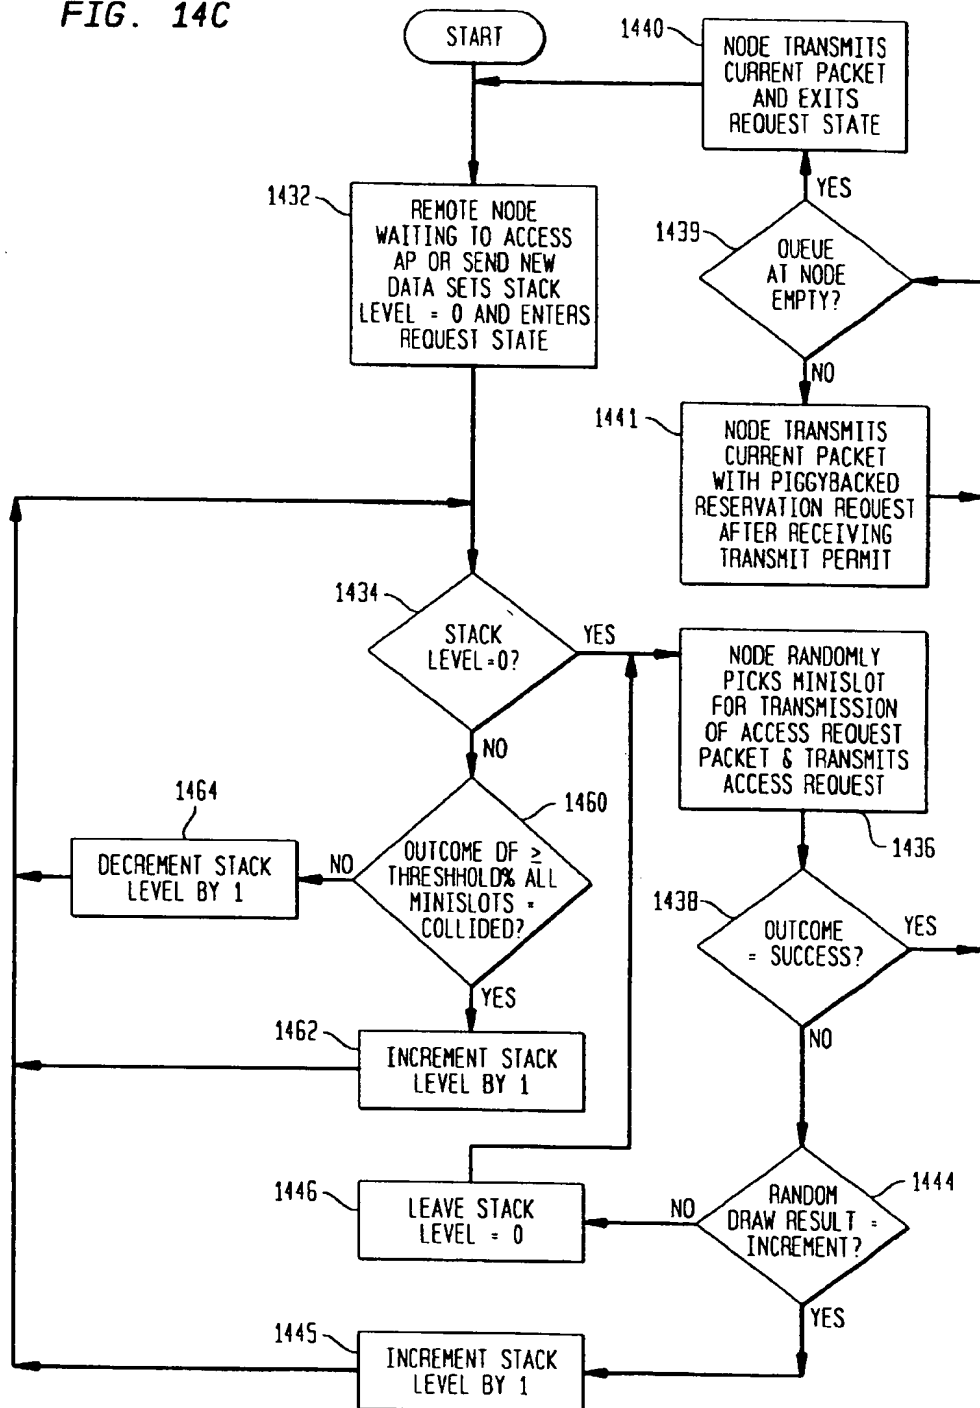 FIG. 14C
START
1440
NODE TRANSMITS
CURRENT PACKET
AND EXITS
REQUEST STATE
YES
1432
REMOTE NODE
WAITING TO ACCESS
AP OR SEND NEW
DATA SETS STACK
LEVEL = 0 AND ENTERS
REQUEST STATE
1439
QUEUE
AT NODE
EMPTY?
NO
1441
NODE TRANSMITS
CURRENT PACKET
WITH PIGGYBACKED
RESERVATION REQUEST
AFTER RECEIVING
TRANSMIT PERMIT
1434
STACK
LEVEL=0?
YES
NO
NODE RANDOMLY
PICKS MINISLOT
FOR TRANSMISSION
OF ACCESS REQUEST
PACKET & TRANSMITS
ACCESS REQUEST
1436
1464
DECREMENT STACK
LEVEL BY 1
NO
1460
OUTCOME OF ≥
THRESHHOLD% ALL
MINISLOTS =
COLLIDED?
YES
1438
OUTCOME
= SUCCESS?
YES
NO
1462
INCREMENT STACK
LEVEL BY 1
1446
LEAVE STACK
LEVEL = 0
NO
1444
RANDOM
DRAW RESULT =
INCREMENT?
YES
1445
INCREMENT STACK
LEVEL BY 1